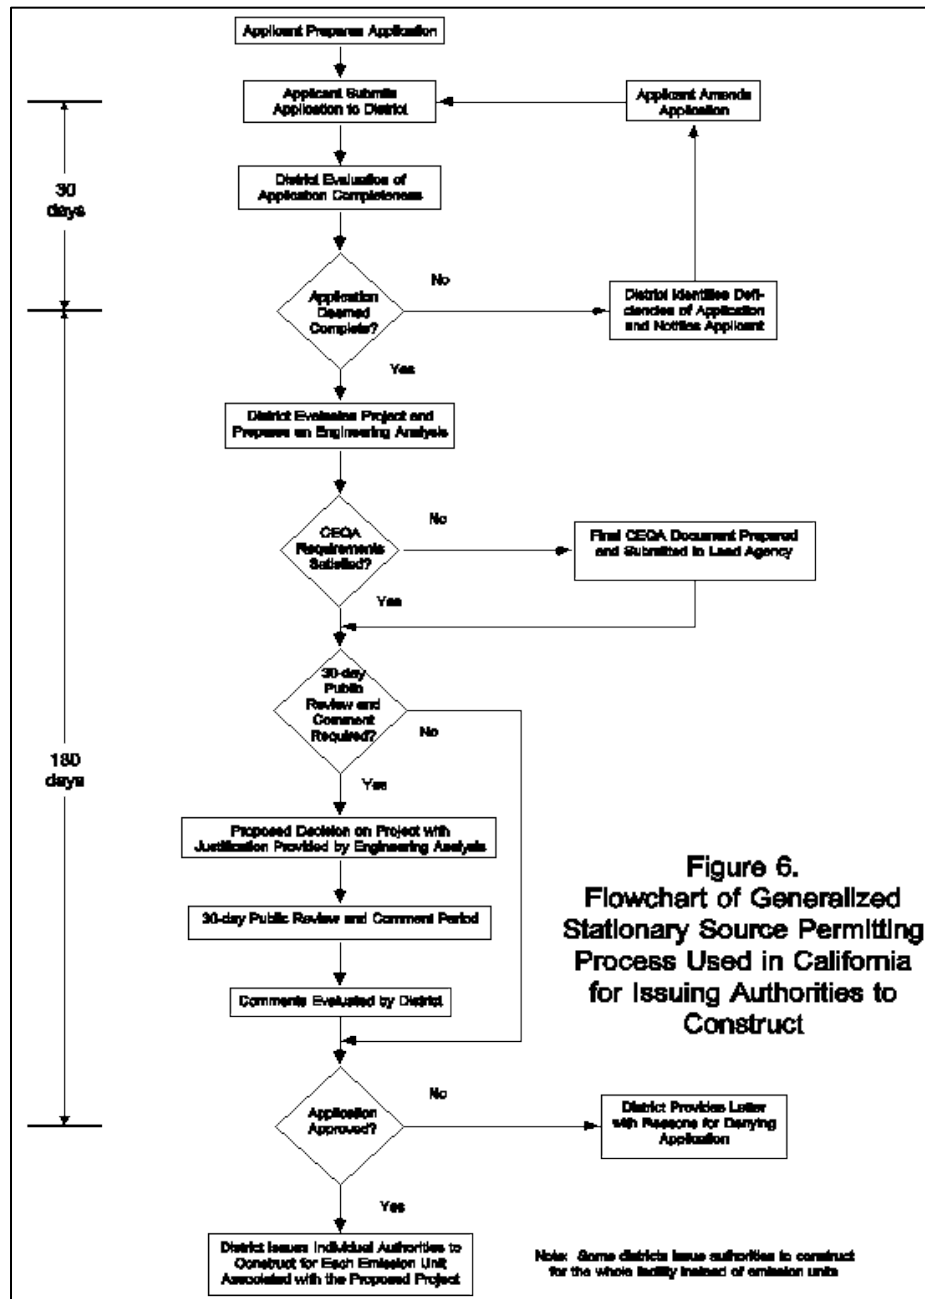 Applicant Prepares Application
Applicant Submits
Application to District
Applicant Amends
Application
30
days
District Evaluation of
Application Completeness
No
Application
Deemed
Complete?
District Identifies Defi-
ciencies of Application
and Notifies Applicant
Yes
District Evaluates Project and
Prepares an Engineering Analysis
No
CEQA
Requirements
Satisfied?
Final CEQA Document Prepared
and Submitted to Lead Agency
Yes
30-day
Public
Review and
Comment
Required?
No
180
days
Yes
Proposed Decision on Project with
Justification Provided by Engineering Analysis
30-day Public Review and Comment Period
Comments Evaluated by District
Figure 6.
Flowchart of Generalized
Stationary Source Permitting
Process Used in California
for Issuing Authorities to
Construct
No
Application
Approved?
District Provides Letter
with Reasons for Denying
Application
Yes
District Issues Individual Authorities to
Construct for Each Emission Unit
Associated with the Proposed Project
Note: Some districts issue authorities to construct
for the whole facility instead of emission units